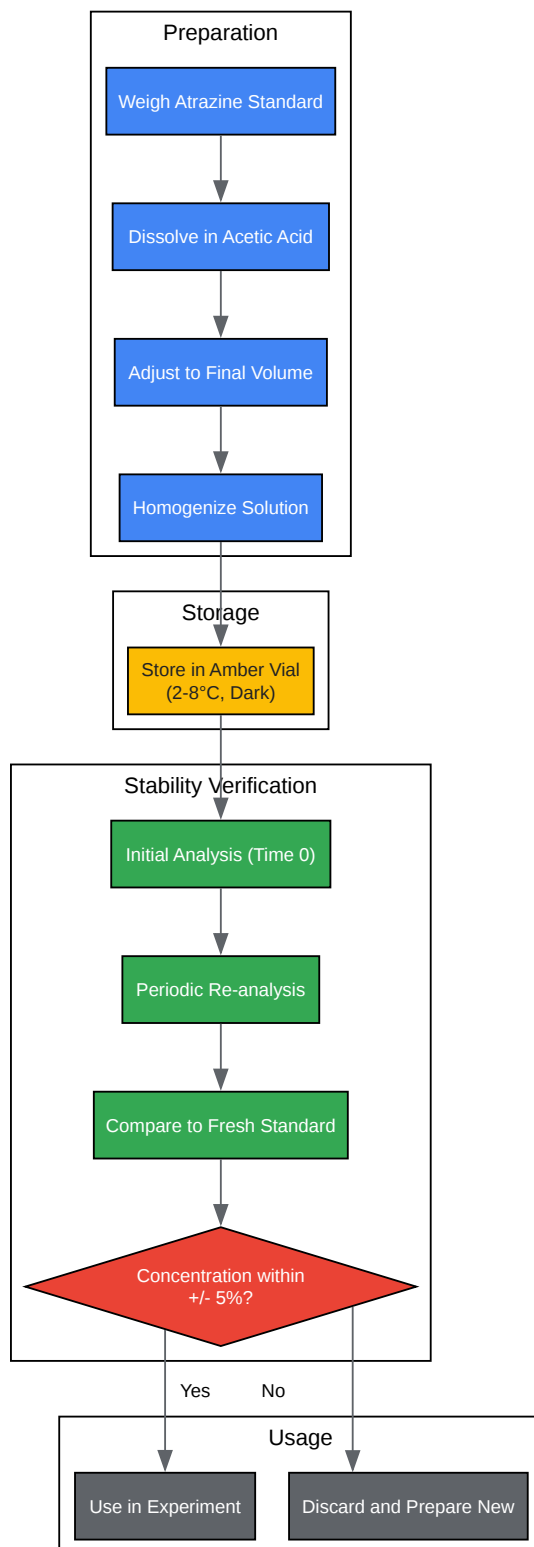 Preparation
Weigh Atrazine Standard
Dissolve in Acetic Acid
Adjust to Final Volume
Homogenize Solution
Storage
Store in Amber Vial
(2-8°C, Dark)
Stability Verification
Initial Analysis (Time 0)
Periodic Re-analysis
Compare to Fresh Standard
Concentration within
+/- 5%?
Yes
No
Usage
Use in Experiment
Discard and Prepare New